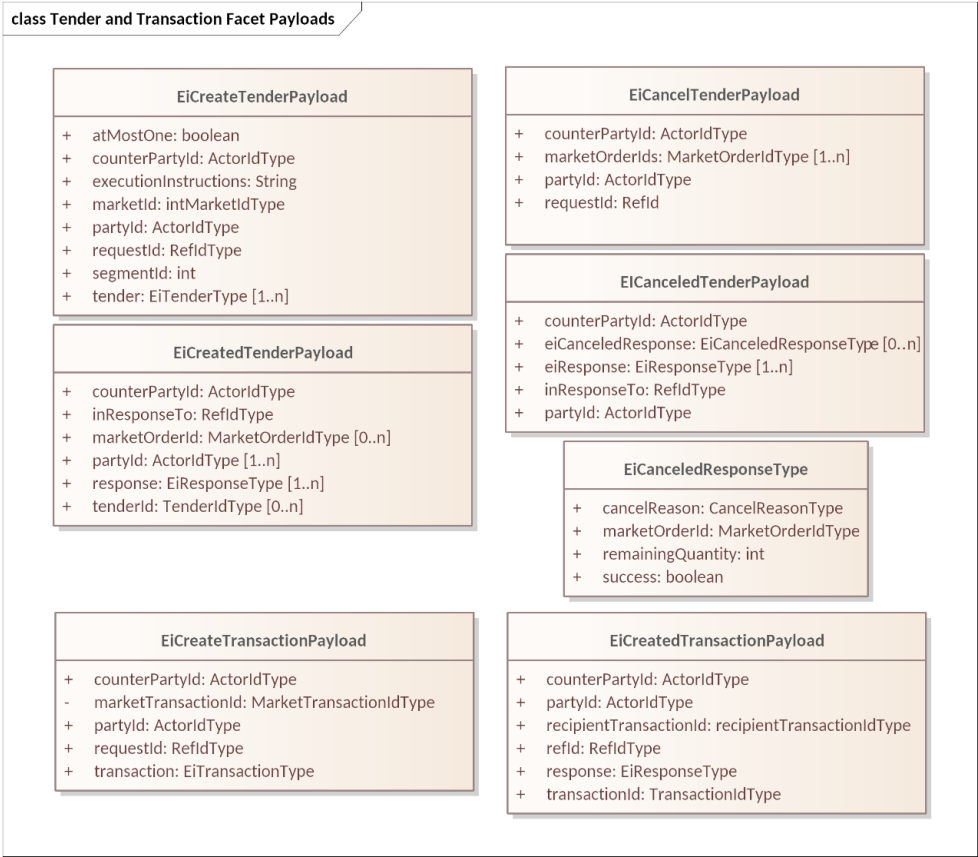 class Tender and Transaction Facet Payloads
EiCreateTenderPayload
+ atMostOne: boolean
+ counterPartyId: ActorIdType
+ executionInstructions: String
+ marketId: intMarketIdType
+ partyId: ActorIdType
+ requestId: RefIdType
+ segmentId: int
+ tender: EiTenderType [1..n]
EiCreatedTenderPayload
+ counterPartyId: ActorIdType
+ inResponseTo: RefIdType
+ marketOrderId: MarketOrderIdType [0..n]
+ partyId: ActorIdType [1..n]
+ response: EiResponseType [1..n]
+ tenderId: TenderIdType [0..n]
EiCancelTenderPayload
+ counterPartyId: ActorIdType
+ marketOrderIds: MarketOrderIdType [1..n]
+ partyId: ActorIdType
+ requestId: RefId
EICanceledTenderPayload
+ counterPartyId: ActorIdType
+ eiCanceledResponse: EiCanceledResponseType [0..n]
+ eiResponse: EiResponseType [1..n]
+ inResponseTo: RefIdType
+ partyId: ActorIdType
EiCanceledResponseType
+ cancelReason: CancelReasonType
+ marketOrderId: MarketOrderIdType
+ remainingQuantity: int
+ success: boolean
EiCreateTransactionPayload
+ counterPartyId: ActorIdType
- marketTransactionId: MarketTransactionIdType
+ partyId: ActorIdType
+ requestId: RefIdType
+ transaction: EiTransactionType
EiCreatedTransactionPayload
+ counterPartyId: ActorIdType
+ partyId: ActorIdType
+ recipientTransactionId: recipientTransactionIdType
+ refId: RefIdType
+ response: EiResponseType
+ transactionId: TransactionIdType